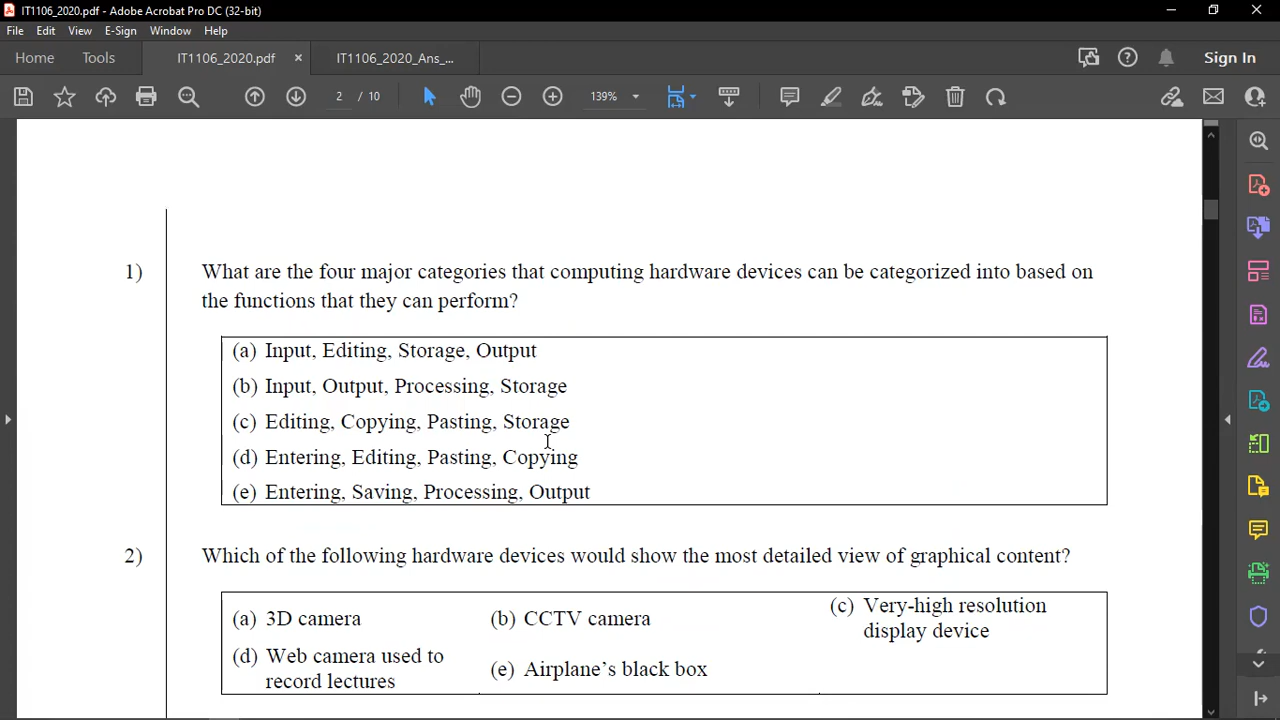 IT1106_2020.pdf - Adobe Acrobat Pro DC (32-bit)
File Edit View E-Sign Window Help
Home Tools IT1106_2020.pdf × IT1106_2020_Ans_... Sign In
2 / 10 139%
1) What are the four major categories that computing hardware devices can be categorized into based on
the functions that they can perform?
(a) Input, Editing, Storage, Output
(b) Input, Output, Processing, Storage
(c) Editing, Copying, Pasting, Storage
(d) Entering, Editing, Pasting, Copying
(e) Entering, Saving, Processing, Output
2) Which of the following hardware devices would show the most detailed view of graphical content?
(a) 3D camera (b) CCTV camera (c) Very-high resolution
display device
(d) Web camera used to
record lectures (e) Airplane’s black box